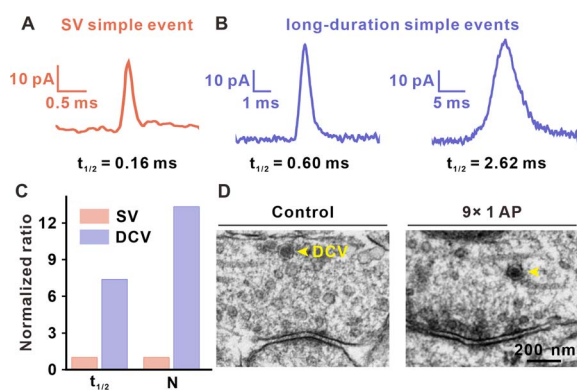 A
SV simple event
10 pA
0.5 ms
t1/2 = 0.16 ms
B
long-duration simple events
10 pA
1 ms
t1/2 = 0.60 ms
10 pA
5 ms
t1/2 = 2.62 ms
C
Normalized ratio
12
9
6
3
0
SV
DCV
t1/2
N
D
Control
9× 1 AP
DCV
200 nm